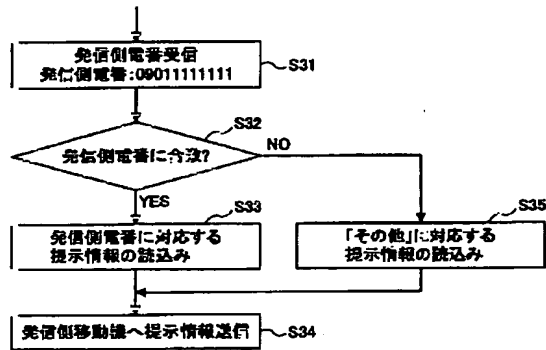 発信側電番受信
発信側電番:09011111111
S31
S32
発信側電番に合致?
NO
YES
S33
発信側電番に対応する
提示情報の読込み
S35
「その他」に対応する
提示情報の読込み
発信側移動機へ提示情報送信
S34